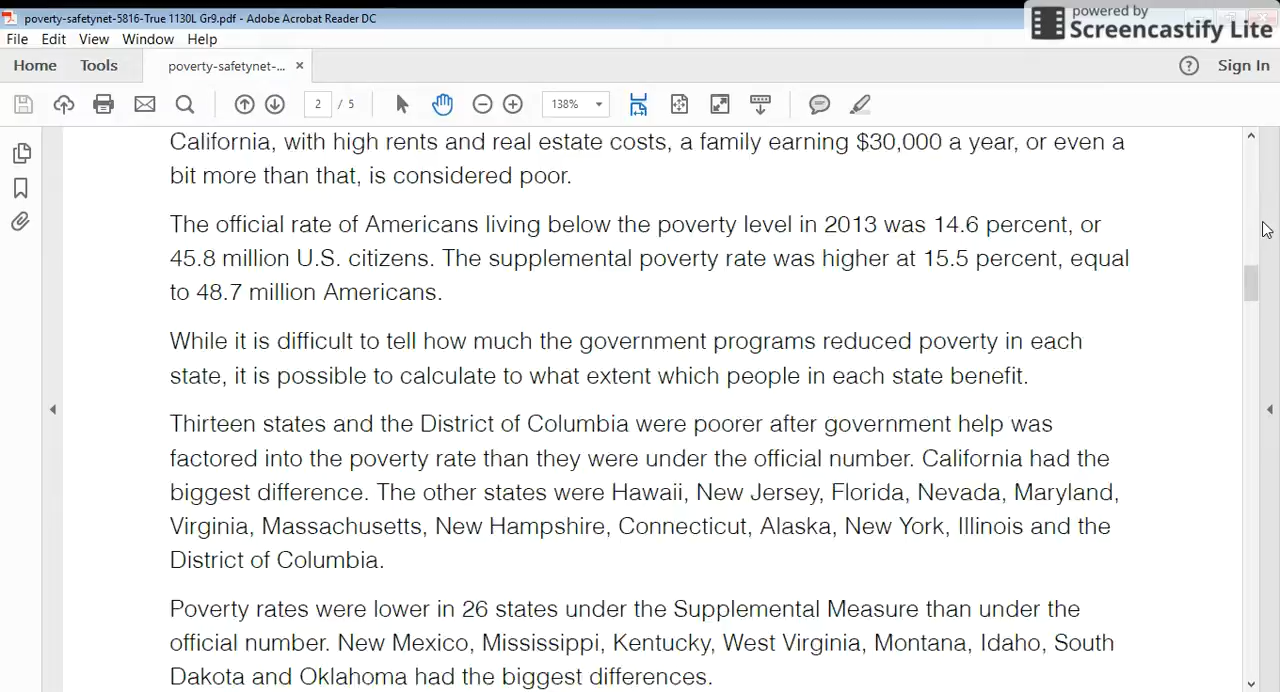 poverty-safetynet-5816-True 1130L Gr9.pdf - Adobe Acrobat Reader DC
powered by
Screencastify Lite
File Edit View Window Help
Home Tools poverty-safetynet-... × ? Sign In
2 / 5 138%
California, with high rents and real estate costs, a family earning $30,000 a year, or even a
bit more than that, is considered poor.
The official rate of Americans living below the poverty level in 2013 was 14.6 percent, or
45.8 million U.S. citizens. The supplemental poverty rate was higher at 15.5 percent, equal
to 48.7 million Americans.
While it is difficult to tell how much the government programs reduced poverty in each
state, it is possible to calculate to what extent which people in each state benefit.
Thirteen states and the District of Columbia were poorer after government help was
factored into the poverty rate than they were under the official number. California had the
biggest difference. The other states were Hawaii, New Jersey, Florida, Nevada, Maryland,
Virginia, Massachusetts, New Hampshire, Connecticut, Alaska, New York, Illinois and the
District of Columbia.
Poverty rates were lower in 26 states under the Supplemental Measure than under the
official number. New Mexico, Mississippi, Kentucky, West Virginia, Montana, Idaho, South
Dakota and Oklahoma had the biggest differences.